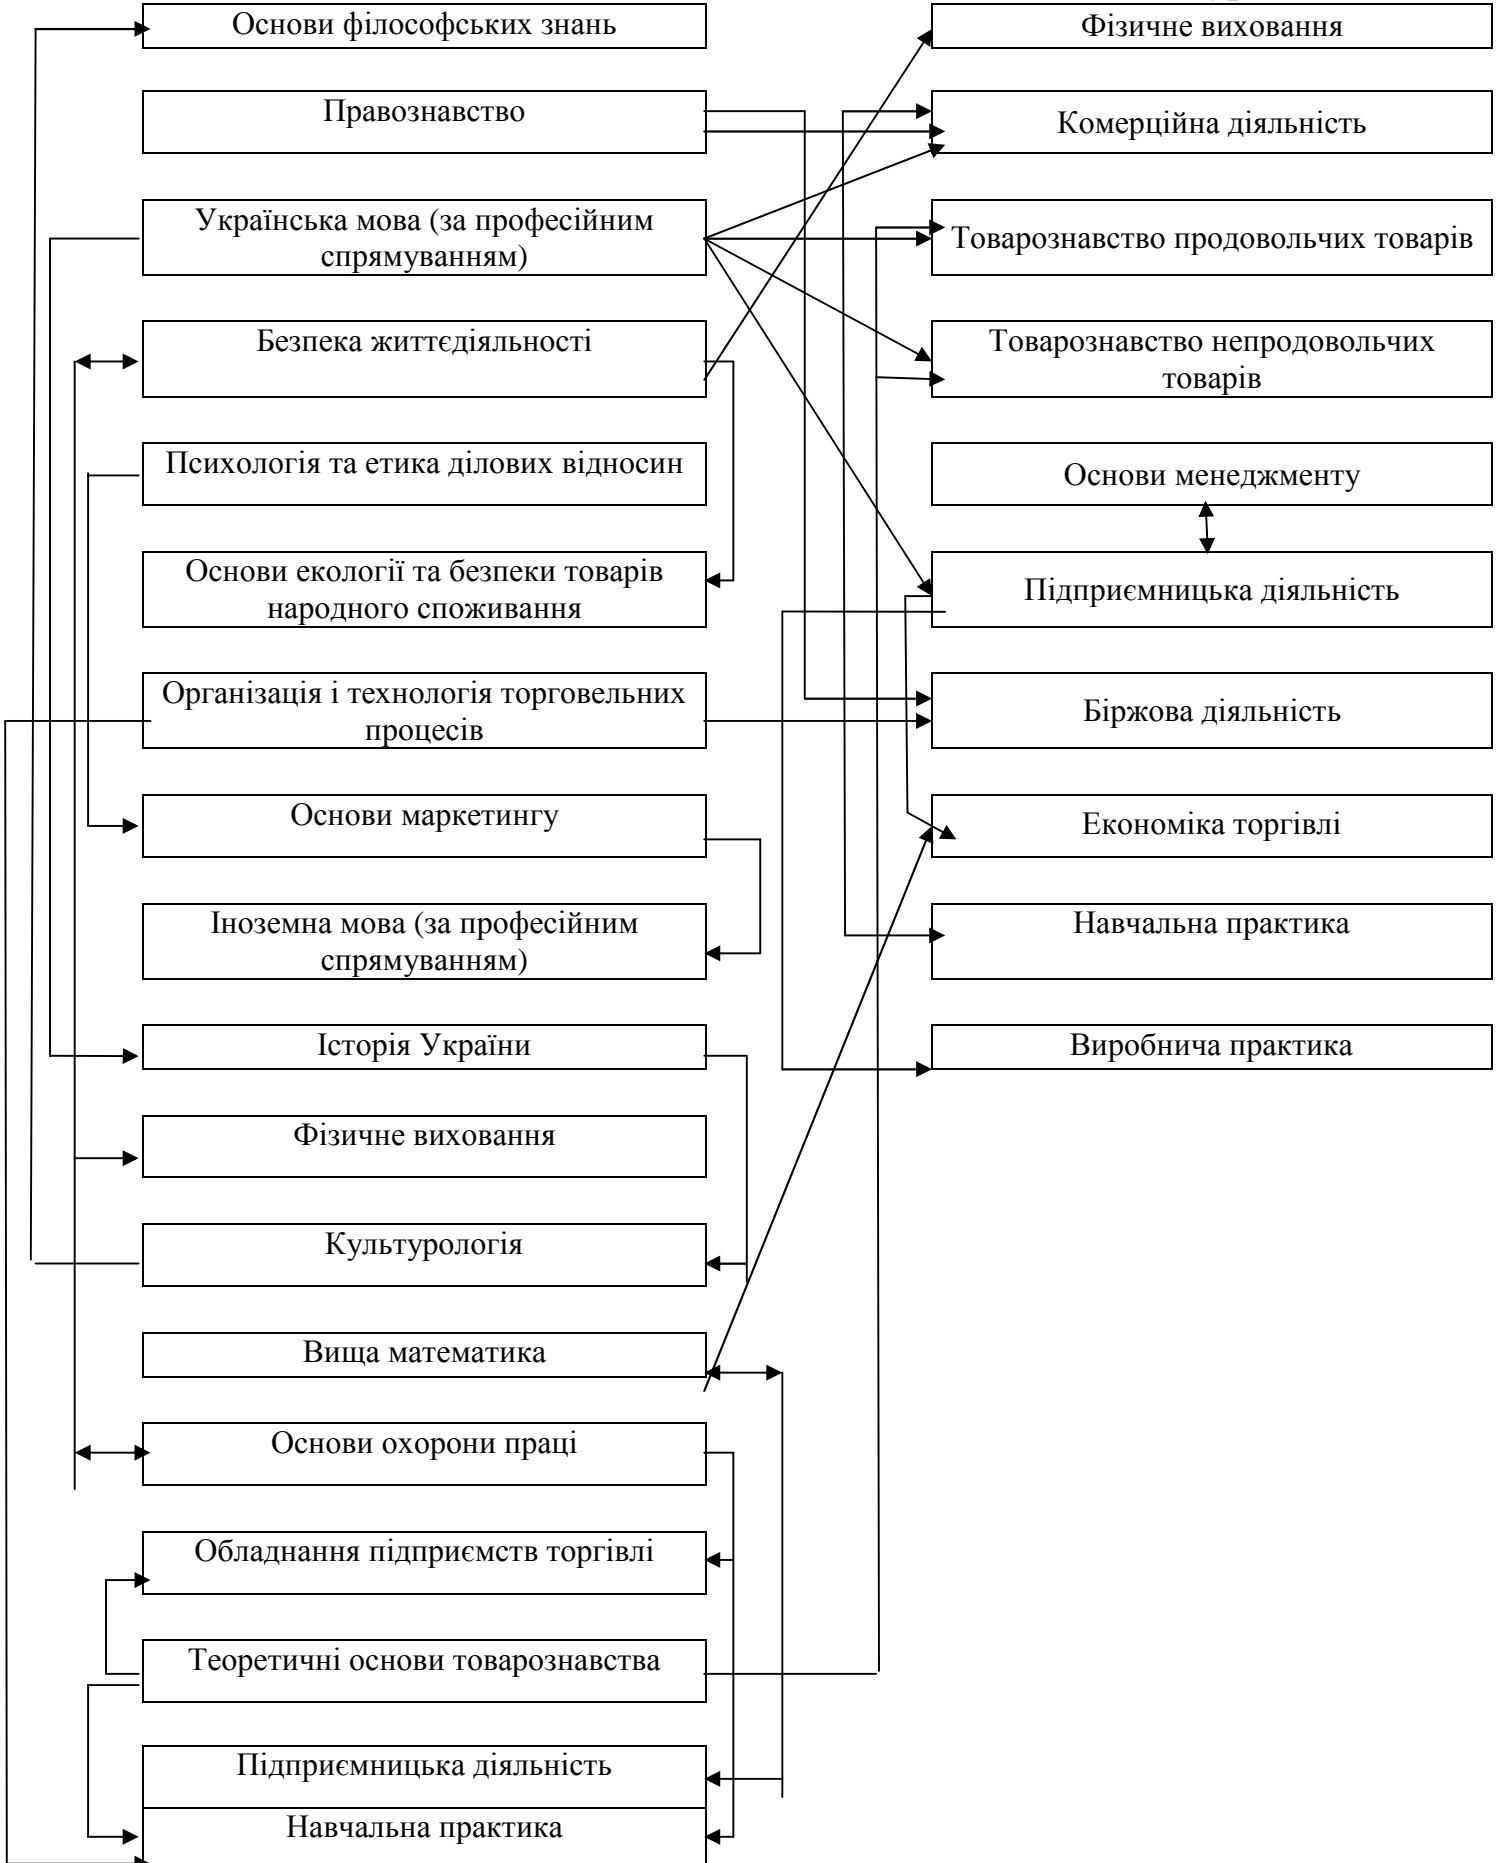 Основи філософських знань
Правознавство
Українська мова (за професійним
спрямуванням)
Безпека життєдіяльності
Психологія та етика ділових відносин
Основи екології та безпеки товарів
народного споживання
Організація і технологія торговельних
процесів
Основи маркетингу
Іноземна мова (за професійним
спрямуванням)
Історія України
Фізичне виховання
Культурологія
Вища математика
Основи охорони праці
Обладнання підприємств торгівлі
Теоретичні основи товарознавства
Підприємницька діяльність
Навчальна практика
Фізичне виховання
Комерційна діяльність
Товарознавство продовольчих товарів
Товарознавство непродовольчих
товарів
Основи менеджменту
Підприємницька діяльність
Біржова діяльність
Економіка торгівлі
Навчальна практика
Виробнича практика